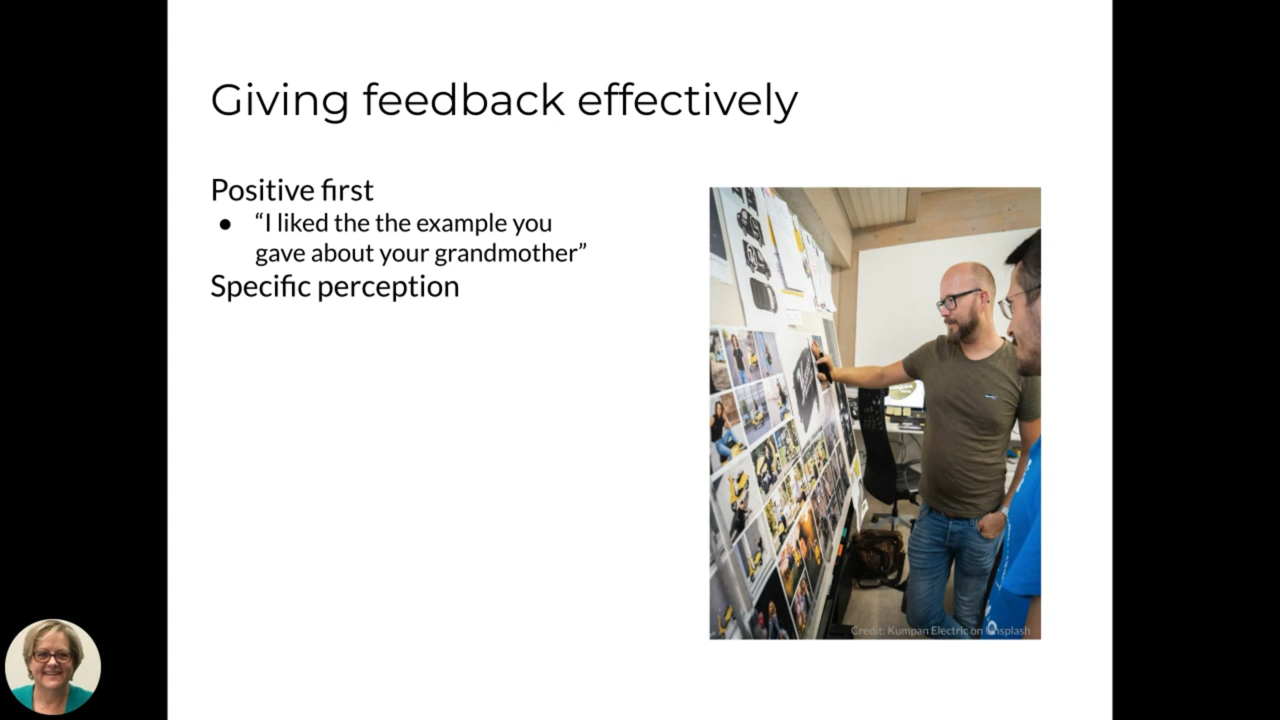 Giving feedback effectively
Positive first
● “I liked the the example you
gave about your grandmother”
Specific perception
Credit: Kumpan Electric on Unsplash